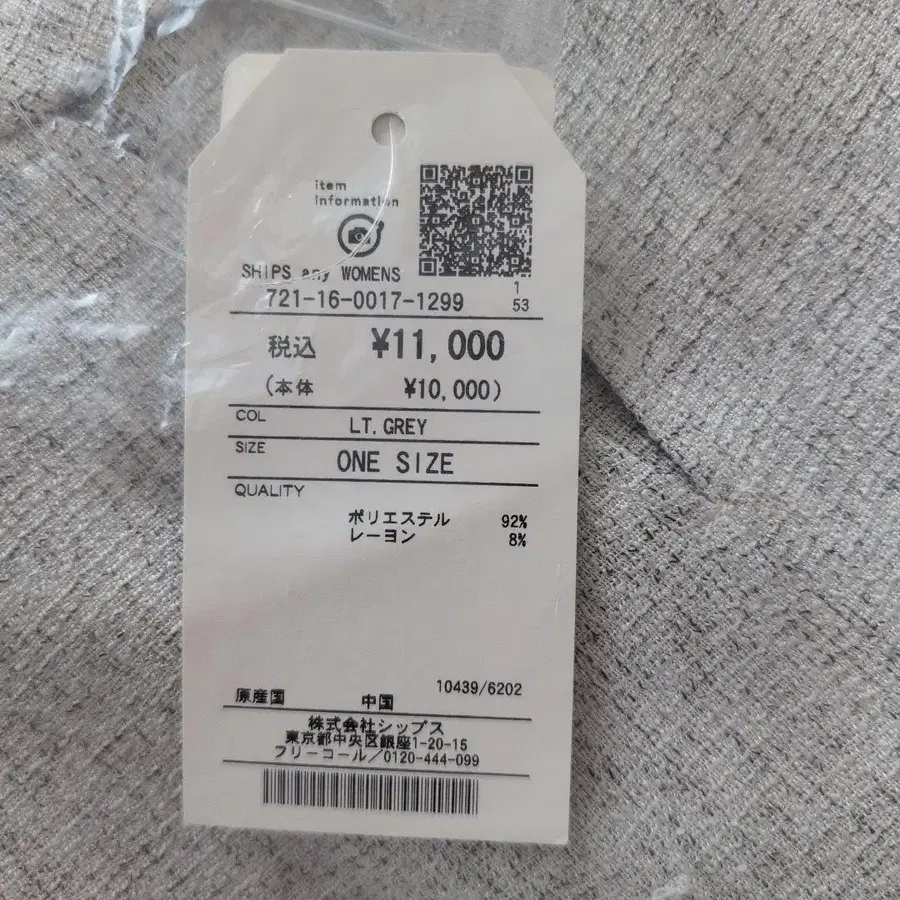 item
information
SHIPS any WOMENS
721-16-0017-1299
1
53
税込 ¥11,000
(本体 ¥10,000)
COL LT.GREY
SIZE ONE SIZE
QUALITY
ポリエステル 92%
レーヨン 8%
10439/6202
原産国 中国
株式会社シップス
東京都中央区銀座1-20-15
フリーコール/0120-444-099